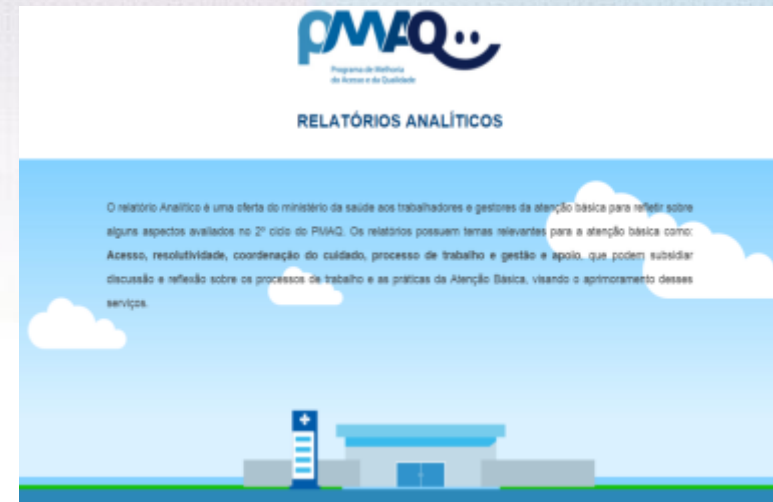 PMAQ
Programa de Melhoria
do Acesso e da Qualidade
RELATÓRIOS ANALÍTICOS
O relatório Analítico é uma oferta do ministério da saúde aos trabalhadores e gestores da atenção básica para refletir sobre
alguns aspectos avaliados no 2º ciclo do PMAQ. Os relatórios possuem temas relevantes para a atenção básica como:
Acesso, resolutividade, coordenação do cuidado, processo de trabalho e gestão e apoio, que podem subsidiar
discussão e reflexão sobre os processos de trabalho e as práticas da Atenção Básica, visando o aprimoramento desses
serviços.